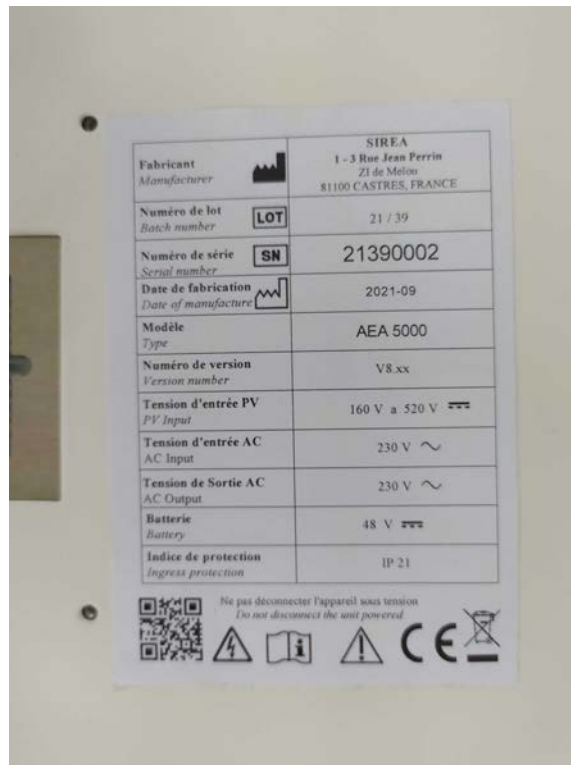 Fabricant
Manufacturer
SIREA
1 - 3 Rue Jean Perrin
ZI de Melou
81100 CASTRES, FRANCE
Numéro de lot
Batch number
LOT
21 / 39
Numéro de série
Serial number
SN
21390002
Date de fabrication
Date of manufacture
2021-09
Modèle
Type
AEA 5000
Numéro de version
Version number
V8.xx
Tension d'entrée PV
PV Input
160 V a 520 V
Tension d'entrée AC
AC Input
230 V
Tension de Sortie AC
AC Output
230 V
Batterie
Battery
48 V
Indice de protection
Ingress protection
IP 21
Ne pas déconnecter l'appareil sous tension
Do not disconnect the unit powered
CE